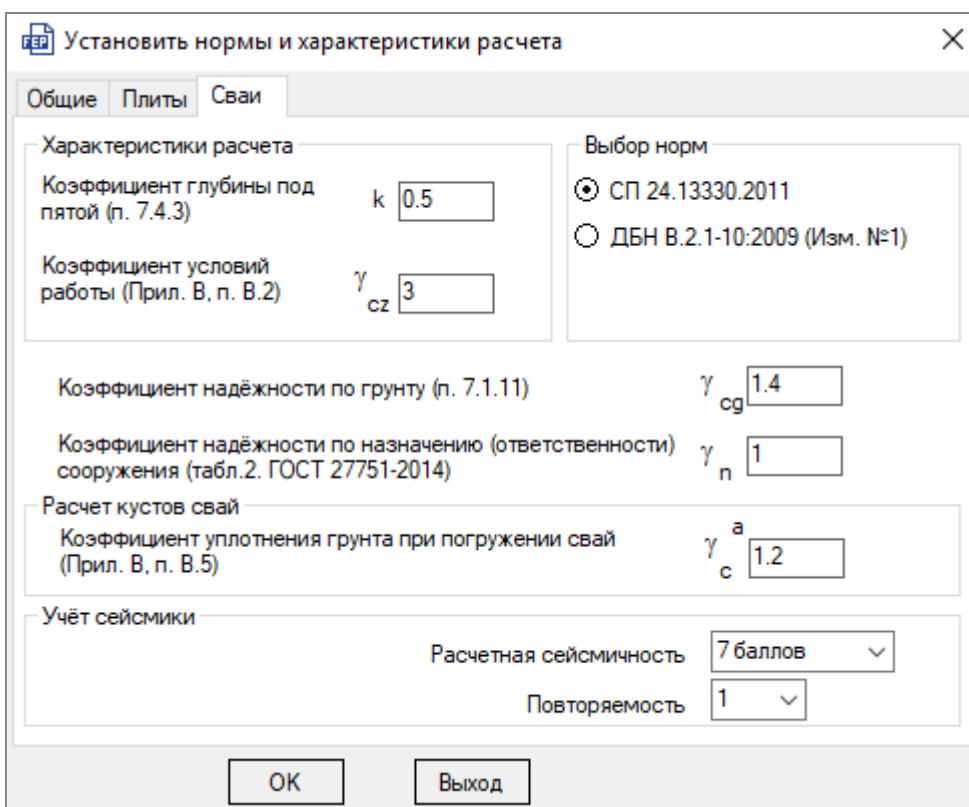 FEP Установить нормы и характеристики расчета
Общие Плиты Сваи
Характеристики расчета
Коэффициент глубины под
пятой (п. 7.4.3)
k 0.5
Коэффициент условий
работы (Прил. В, п. В.2)
γ cz 3
Выбор норм
СП 24.13330.2011
ДБН В.2.1-10:2009 (Изм. №1)
Коэффициент надёжности по грунту (п. 7.1.11)
γ cg 1.4
Коэффициент надёжности по назначению (ответственности)
сооружения (табл.2. ГОСТ 27751-2014)
γ n 1
Расчет кустов свай
Коэффициент уплотнения грунта при погружении свай
(Прил. В, п. В.5)
γ c a 1.2
Учёт сейсмики
Расчетная сейсмичность 7 баллов
Повторяемость 1
OK Выход